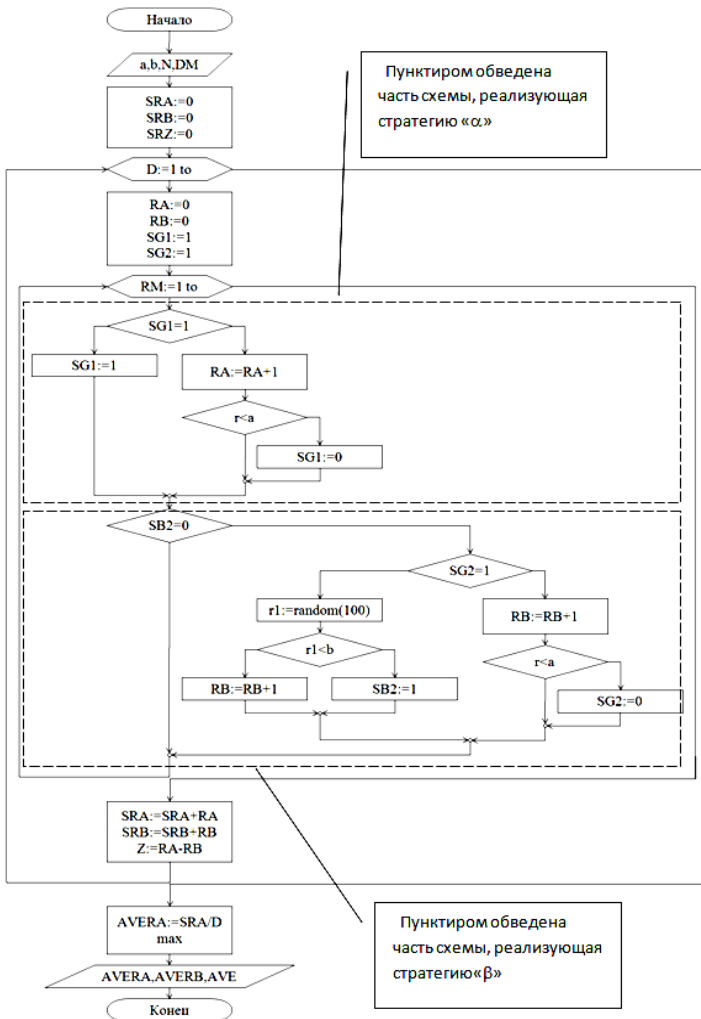 Начало
a,b,N,DM
Пунктиром обведена
часть схемы, реализующая
стратегию «α»
SRA:=0
SRB:=0
SRZ:=0
D:=1 to
RA:=0
RB:=0
SG1:=1
SG2:=1
RM:=1 to
SG1=1
SG1:=1
RA:=RA+1
r<a
SG1:=0
SB2=0
SG2=1
r1:=random(100)
RB:=RB+1
r1<b
r<a
RB:=RB+1
SB2:=1
SG2:=0
SRA:=SRA+RA
SRB:=SRB+RB
Z:=RA-RB
AVERA:=SRA/D
max
Пунктиром обведена
часть схемы, реализующая
стратегию«β»
AVERA,AVERB,AVE
Конец